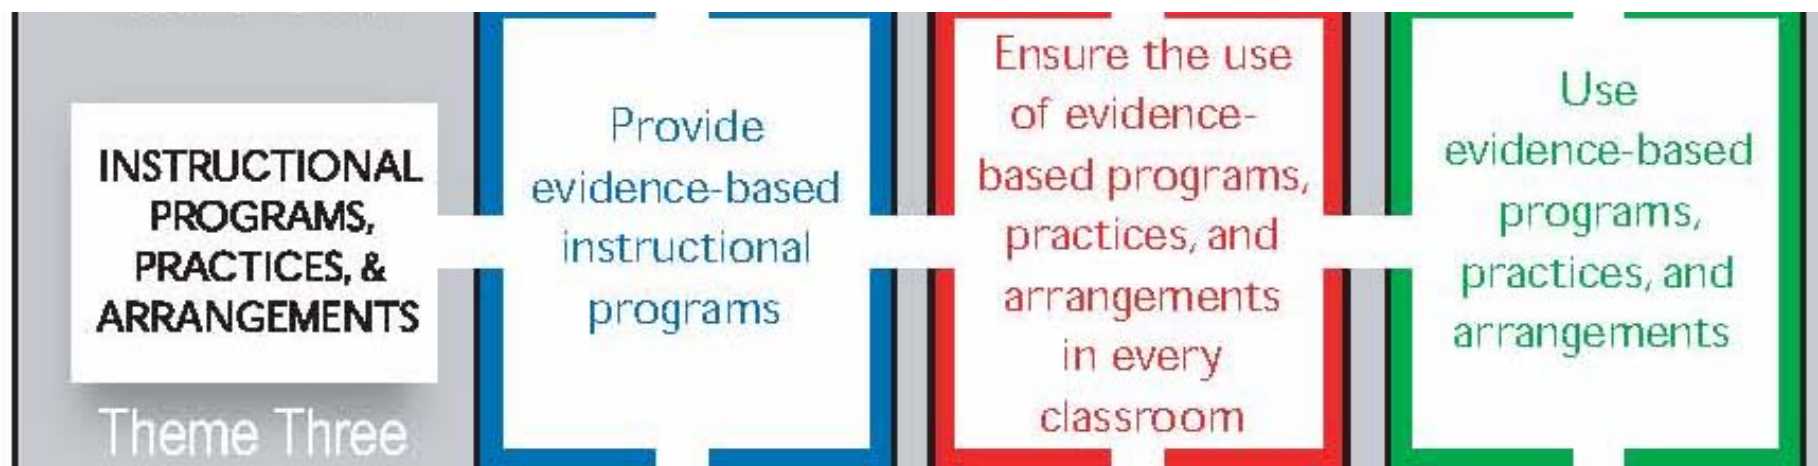 INSTRUCTIONAL
PROGRAMS,
PRACTICES, &
ARRANGEMENTS
Theme Three
Provide
evidence-based
instructional
programs
Ensure the use
of evidence-
based programs,
practices, and
arrangements
in every
classroom
Use
evidence-based
programs,
practices, and
arrangements